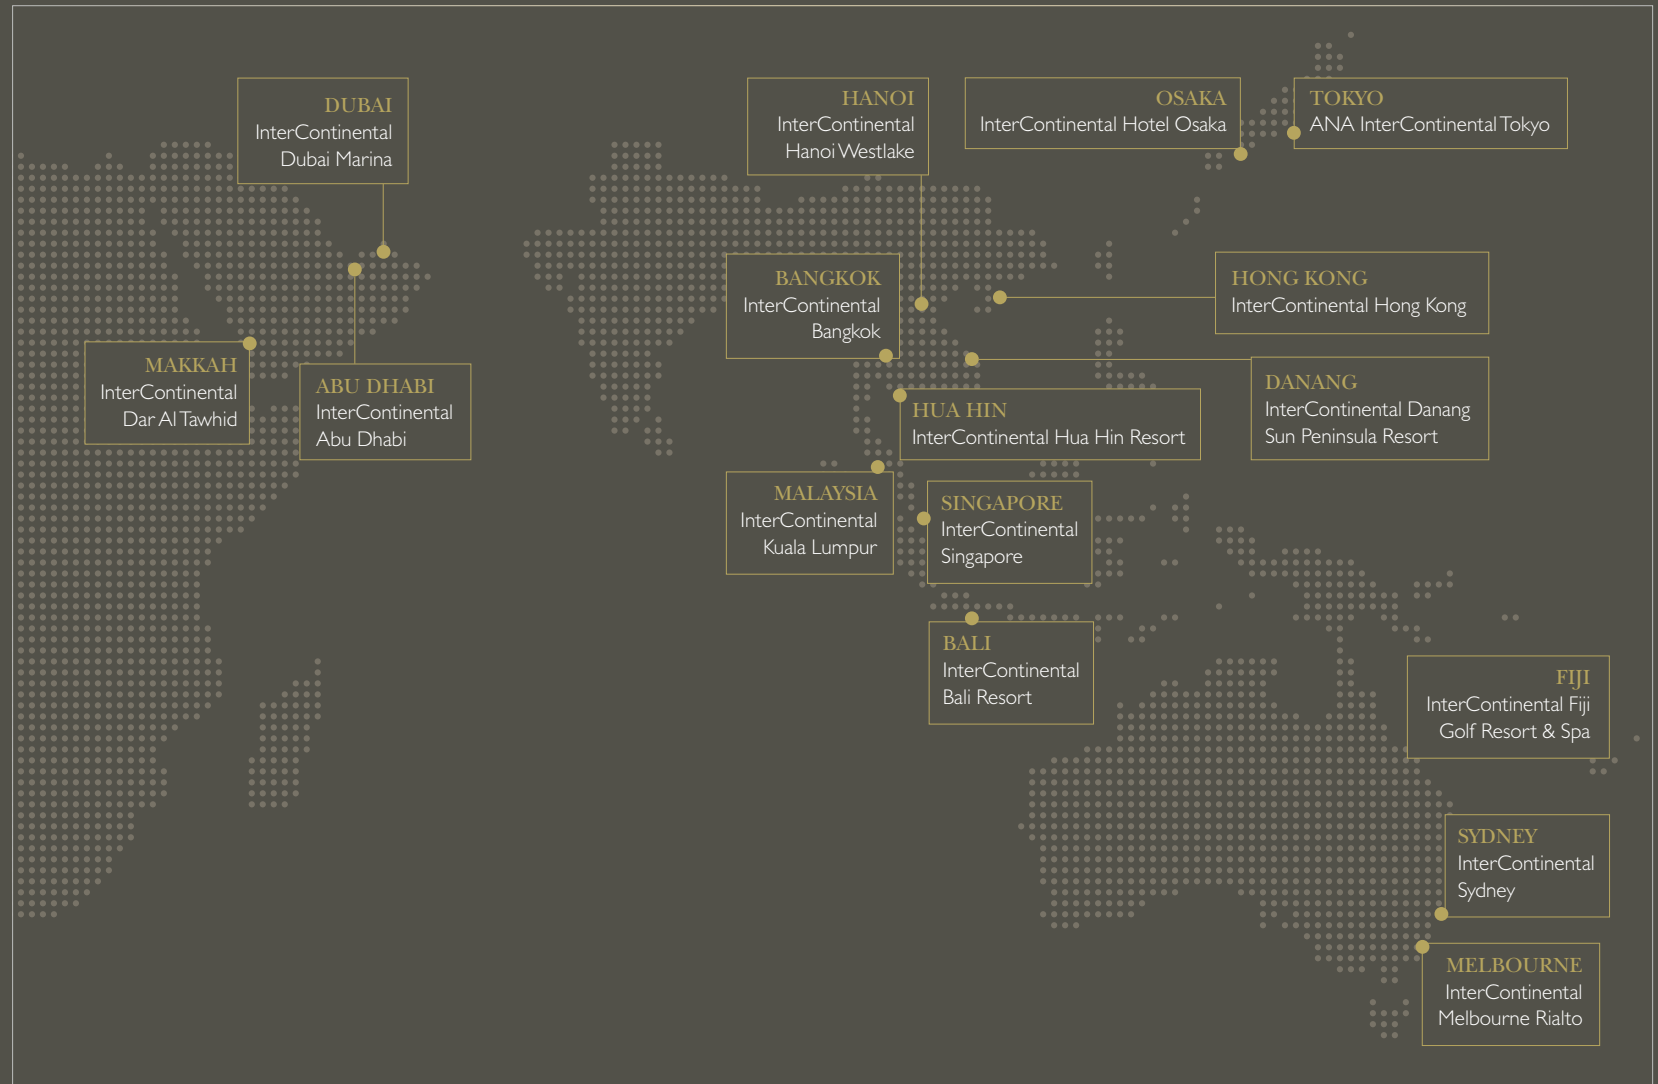 DUBAI
InterContinental
Dubai Marina
HANOI
InterContinental
Hanoi Westlake
OSAKA
InterContinental Hotel Osaka
TOKYO
ANA InterContinental Tokyo
BANGKOK
InterContinental
Bangkok
HONG KONG
InterContinental Hong Kong
MAKKAH
InterContinental
Dar Al Tawhid
ABU DHABI
InterContinental
Abu Dhabi
HUA HIN
InterContinental Hua Hin Resort
DANANG
InterContinental Danang
Sun Peninsula Resort
MALAYSIA
InterContinental
Kuala Lumpur
SINGAPORE
InterContinental
Singapore
BALI
InterContinental
Bali Resort
FIJI
InterContinental Fiji
Golf Resort & Spa
SYDNEY
InterContinental
Sydney
MELBOURNE
InterContinental
Melbourne Rialto